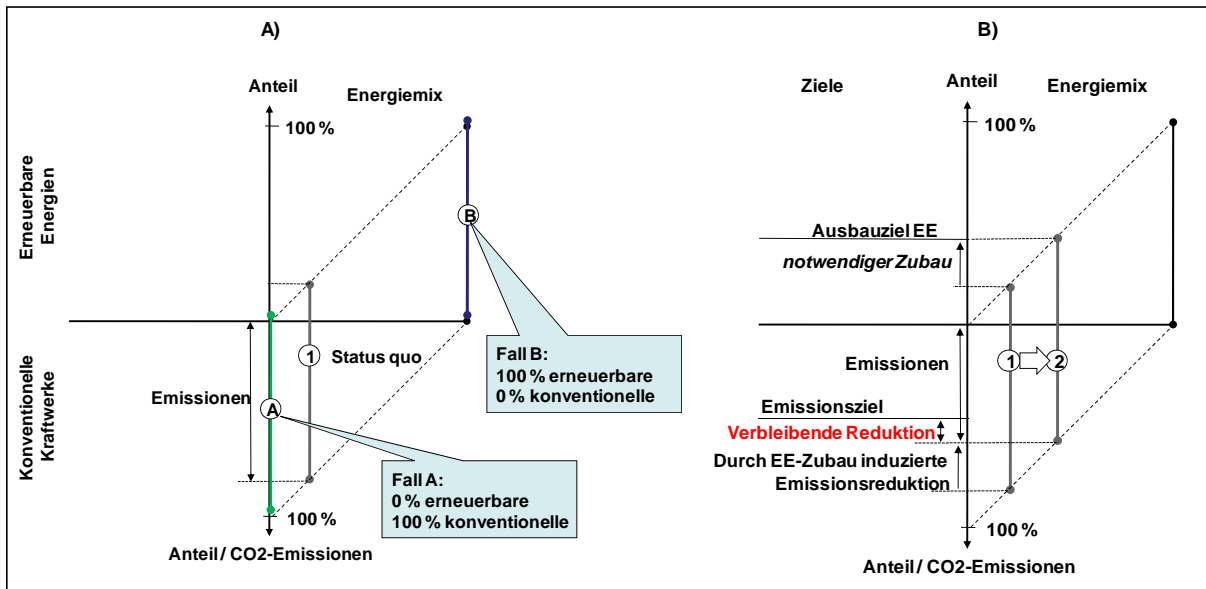 A)
Anteil
Energiemix
100 %
Erneuerbare
Energien
B
1
Status quo
Emissionen
A
Konventionelle
Kraftwerke
Fall B:
100 % erneuerbare
0 % konventionelle
Fall A:
0 % erneuerbare
100 % konventionelle
100 %
Anteil / CO2-Emissionen
B)
Ziele
Anteil
Energiemix
100 %
Ausbauziel EE
notwendiger Zubau
1
2
Emissionen
Emissionsziel
Verbleibende Reduktion
Durch EE-Zubau induzierte
Emissionsreduktion
100 %
Anteil / CO2-Emissionen